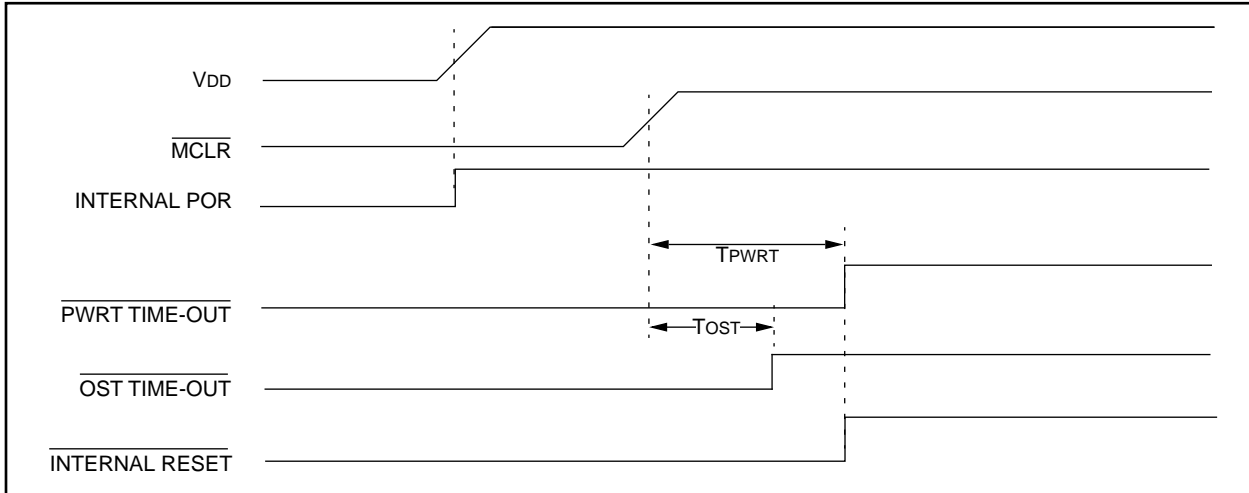 VDD
MCLR
INTERNAL POR
TPWRT
PWRT TIME-OUT
TOST
OST TIME-OUT
INTERNAL RESET